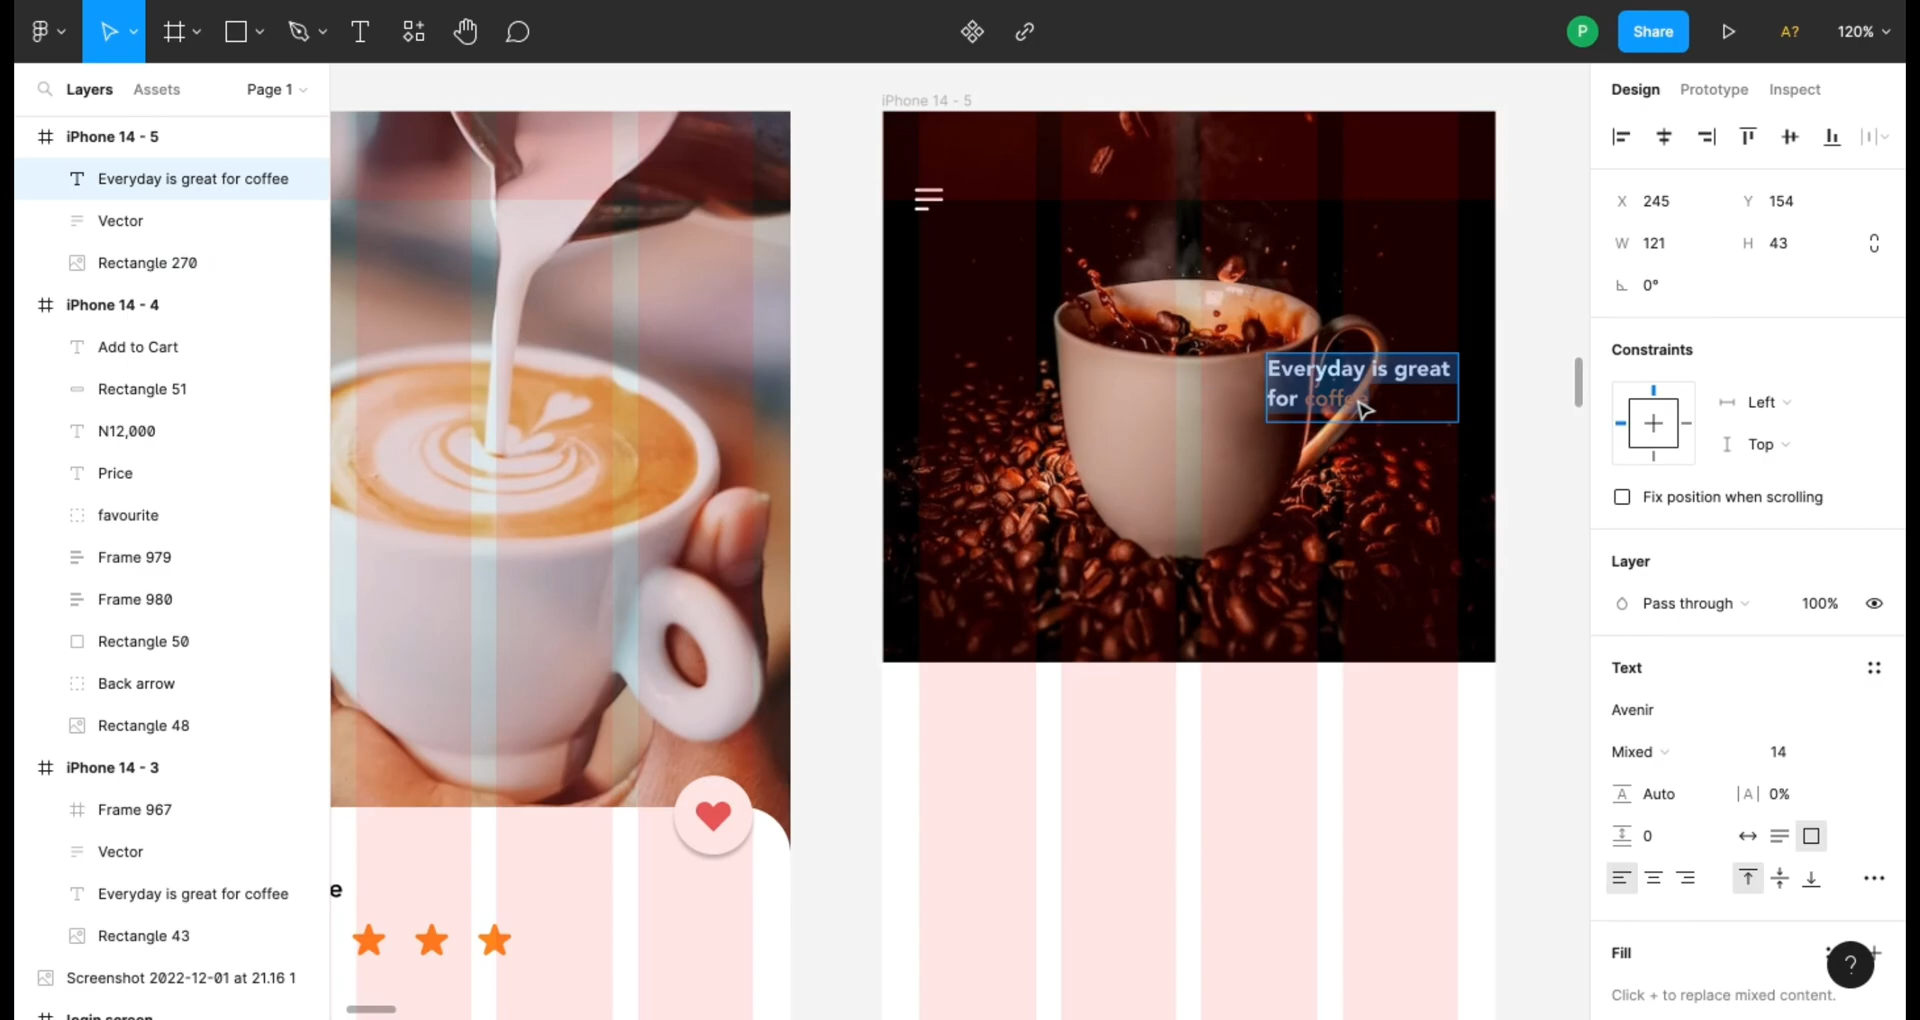 P
Share
A?
120%
Layers
Assets
Page 1
iPhone 14 - 5
Everyday is great for coffee
Vector
Rectangle 270
iPhone 14 - 4
Add to Cart
Rectangle 51
N12,000
Price
favourite
Frame 979
Frame 980
Rectangle 50
Back arrow
Rectangle 48
iPhone 14 - 3
Frame 967
Vector
Everyday is great for coffee
Rectangle 43
Screenshot 2022-12-01 at 21.16 1
login screen
e
iPhone 14 - 5
Everyday is great
for coffee
Design
Prototype
Inspect
X 245
Y 154
W 121
H 43
0°
Constraints
Left
Top
Fix position when scrolling
Layer
Pass through
100%
Text
Avenir
Mixed
14
A Auto
|A| 0%
0
Fill
?
Click + to replace mixed content.